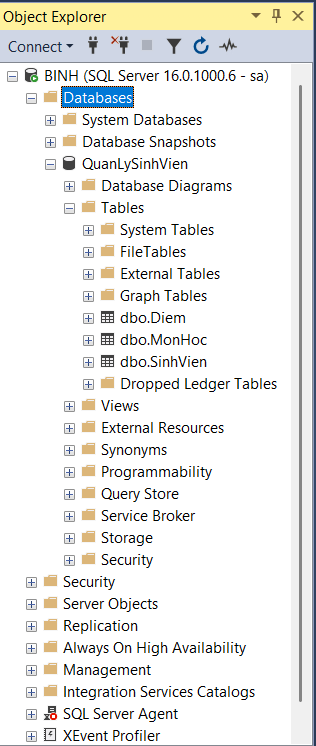 Object Explorer
Connect
BINH (SQL Server 16.0.1000.6 - sa)
Databases
System Databases
Database Snapshots
QuanLySinhVien
Database Diagrams
Tables
System Tables
FileTables
External Tables
Graph Tables
dbo.Diem
dbo.MonHoc
dbo.SinhVien
Dropped Ledger Tables
Views
External Resources
Synonyms
Programmability
Query Store
Service Broker
Storage
Security
Security
Server Objects
Replication
Always On High Availability
Management
Integration Services Catalogs
SQL Server Agent
XEvent Profiler